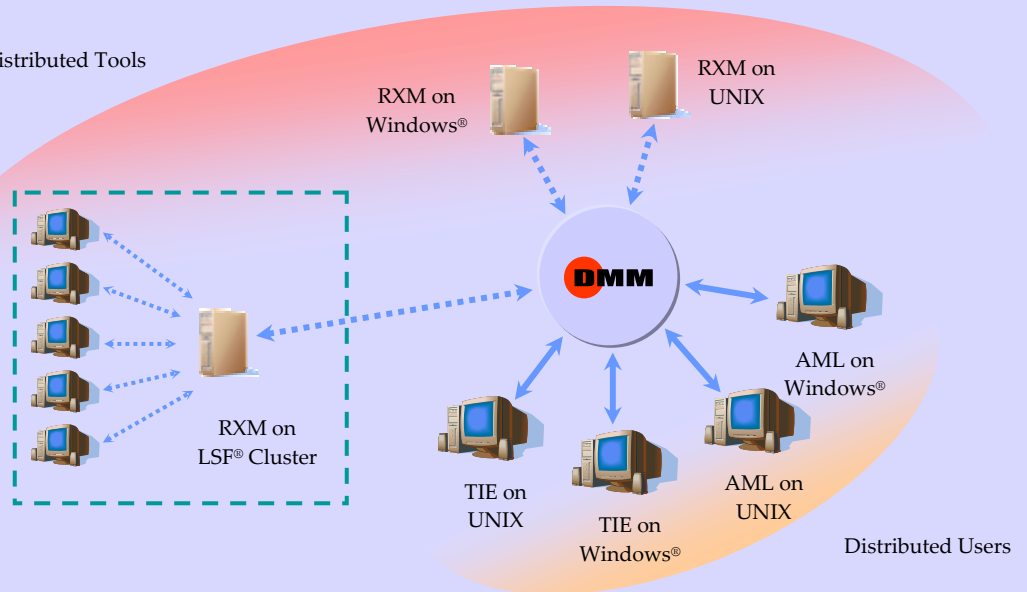 istributed Tools
RXM on
Windows®
RXM on
UNIX
DMM
AML on
Windows®
RXM on
LSF® Cluster
TIE on
UNIX
TIE on
Windows®
AML on
UNIX
Distributed Users